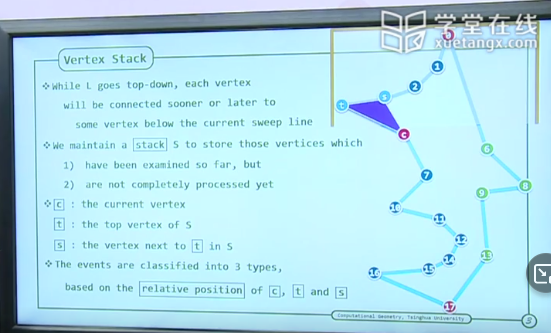 学堂在线
xuetangx.com
Vertex Stack
❖While L goes top-down, each vertex
will be connected sooner or later to
some vertex below the current sweep line
❖We maintain a stack S to store those vertices which
1) have been examined so far, but
2) are not completely processed yet
❖c : the current vertex
t : the top vertex of S
s : the vertex next to t in S
❖The events are classified into 3 types,
based on the relative position of c, t and s
1
2
s
t
c
6
7
8
9
10
11
12
13
14
15
16
17
Computational Geometry, Tsinghua University